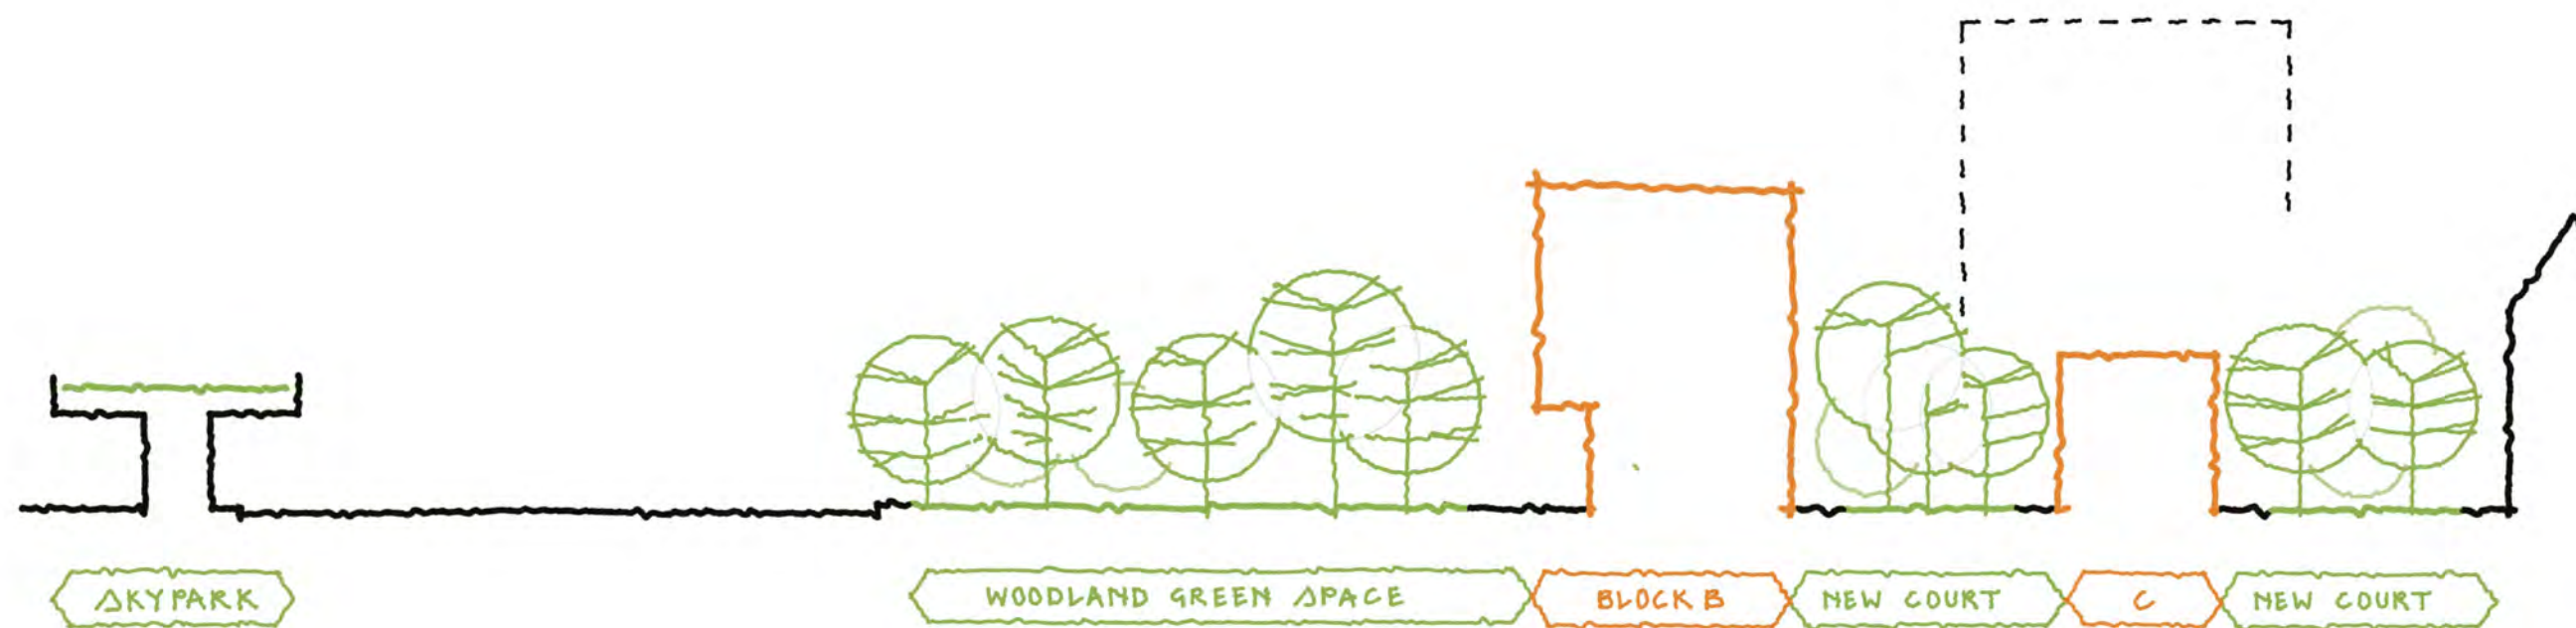 SKYPARK
WOODLAND GREEN SPACE
BLOCK B
NEW COURT
C
NEW COURT